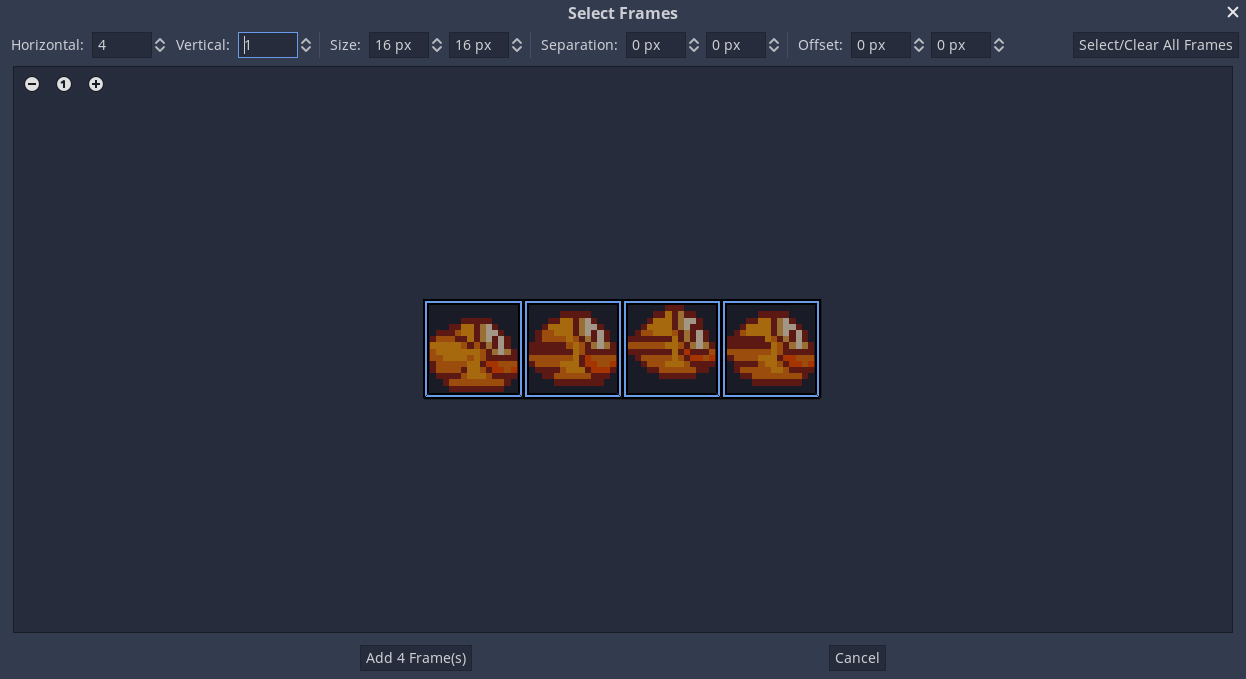 Select Frames
Horizontal: 4 Vertical: 1 Size: 16 px 16 px Separation: 0 px 0 px Offset: 0 px 0 px Select/Clear All Frames
1
Add 4 Frame(s) Cancel